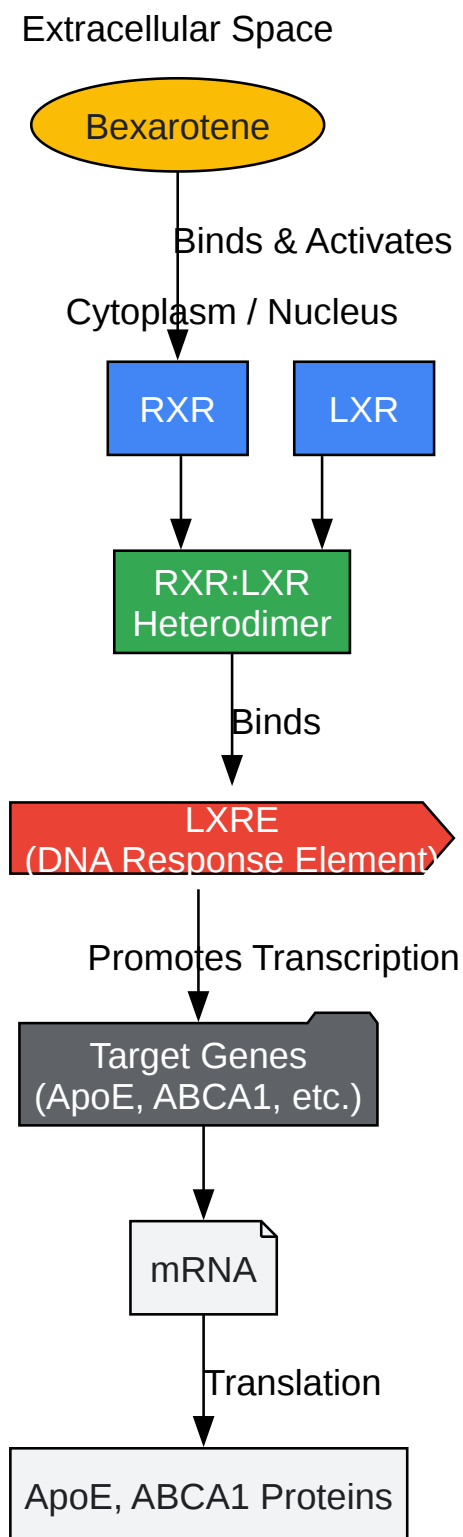 Extracellular Space
Bexarotene
Binds & Activates
Cytoplasm / Nucleus
RXR
LXR
RXR:LXR
Heterodimer
Binds
LXRE
(DNA Response Element)
Promotes Transcription
Target Genes
(ApoE, ABCA1, etc.)
mRNA
Translation
ApoE, ABCA1 Proteins